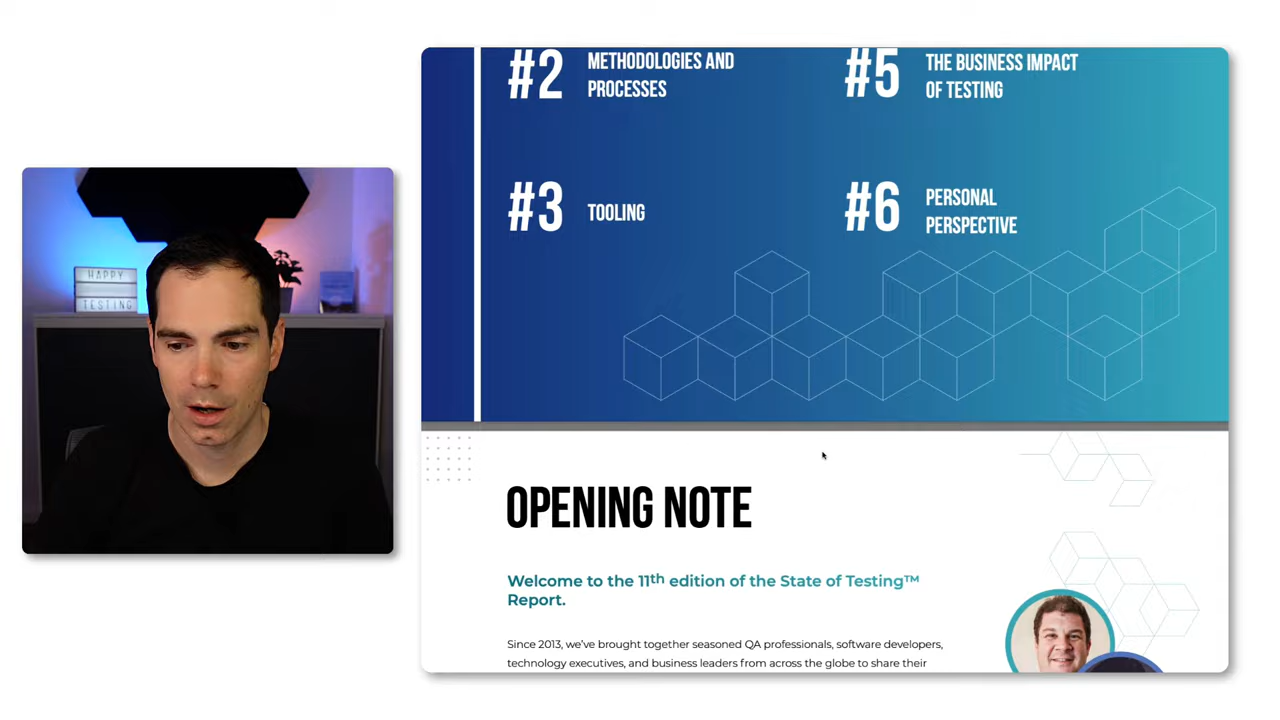 #2
METHODOLOGIES AND
PROCESSES
#5
THE BUSINESS IMPACT
OF TESTING
#3
TOOLING
#6
PERSONAL
PERSPECTIVE
HAPPY
TESTING
OPENING NOTE
Welcome to the 11th edition of the State of Testing™
Report.
Since 2013, we've brought together seasoned QA professionals, software developers,
technology executives, and business leaders from across the globe to share their